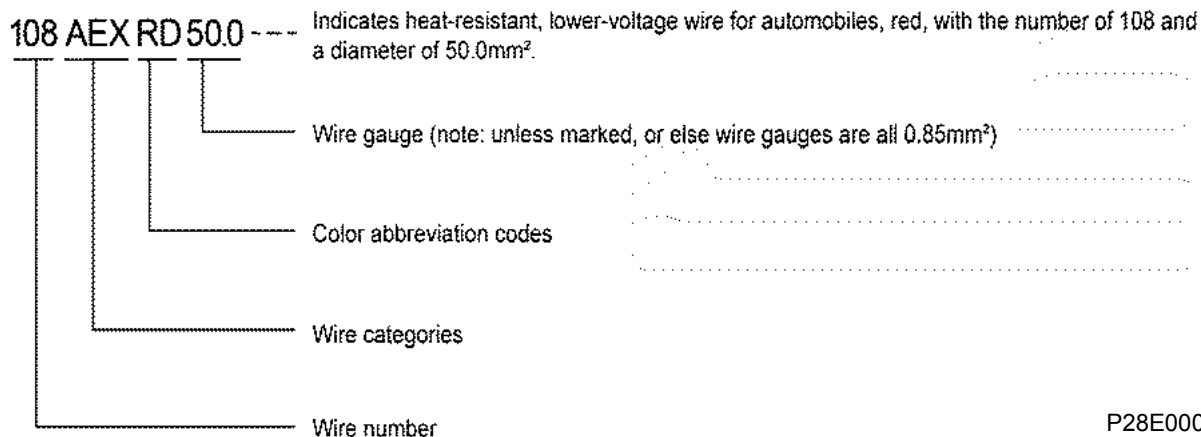 108 AEX RD 50.0 --- Indicates heat-resistant, lower-voltage wire for automobiles, red, with the number of 108 and
a diameter of 50.0mm².
Wire gauge (note: unless marked, or else wire gauges are all 0.85mm²)
Color abbreviation codes
Wire categories
Wire number
P28E000